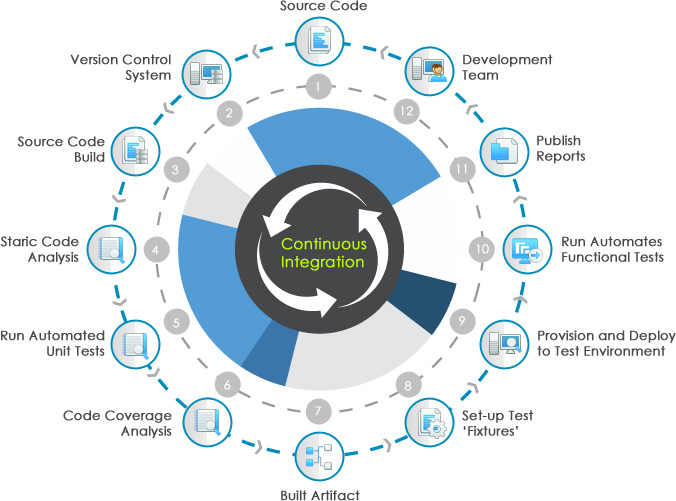 Source Code
Version Control
System
Development
Team
1
2
12
Source Code
Build
Publish
Reports
3
11
Staric Code
Analysis
4
Continuous
Integration
10
Run Automates
Functional Tests
5
9
Run Automated
Unit Tests
Provision and Deploy
to Test Environment
6
8
7
Code Coverage
Analysis
Set-up Test
‘Fixtures’
Built Artifact